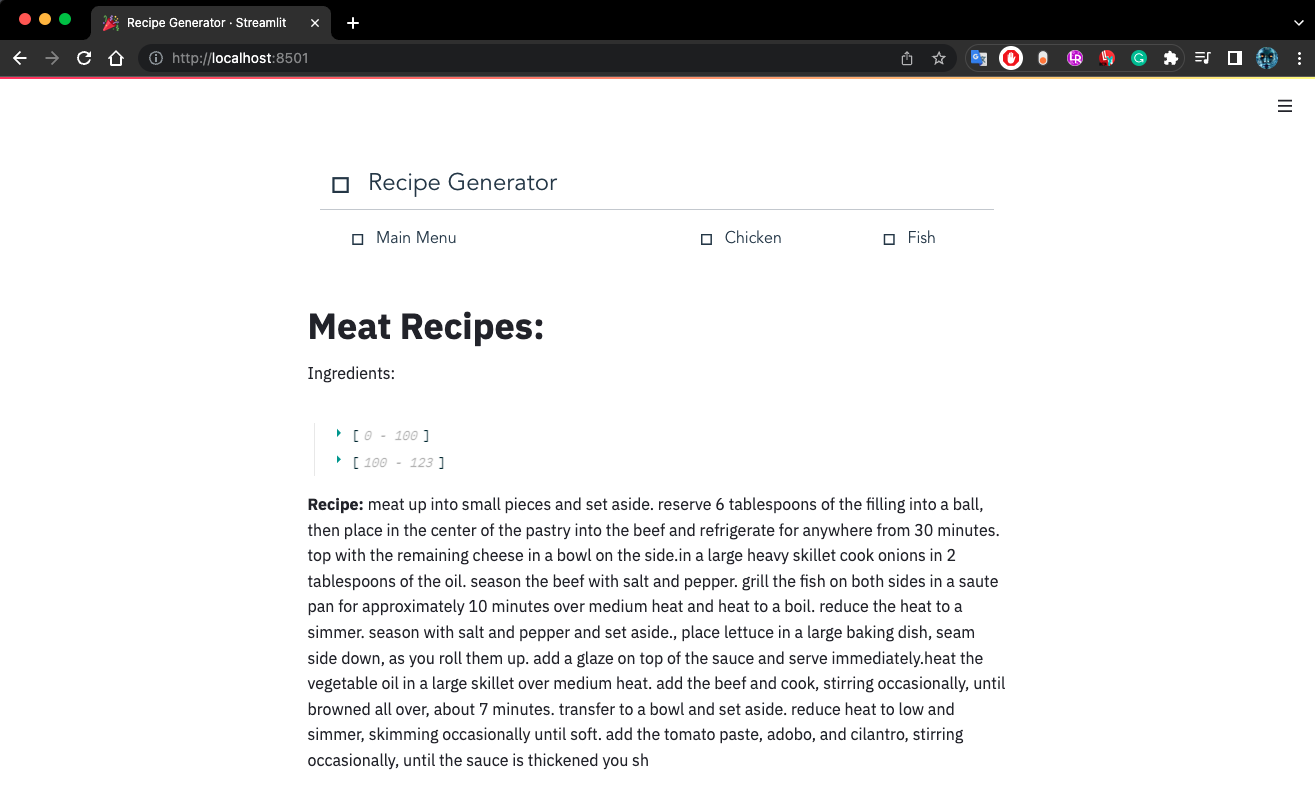 Recipe Generator · Streamlit
http://localhost:8501
Recipe Generator
Main Menu Chicken Fish
Meat Recipes:
Ingredients:
[ 0 - 100 ]
[ 100 - 123 ]
Recipe: meat up into small pieces and set aside. reserve 6 tablespoons of the filling into a ball,
then place in the center of the pastry into the beef and refrigerate for anywhere from 30 minutes.
top with the remaining cheese in a bowl on the side.in a large heavy skillet cook onions in 2
tablespoons of the oil. season the beef with salt and pepper. grill the fish on both sides in a saute
pan for approximately 10 minutes over medium heat and heat to a boil. reduce the heat to a
simmer. season with salt and pepper and set aside., place lettuce in a large baking dish, seam
side down, as you roll them up. add a glaze on top of the sauce and serve immediately.heat the
vegetable oil in a large skillet over medium heat. add the beef and cook, stirring occasionally, until
browned all over, about 7 minutes. transfer to a bowl and set aside. reduce heat to low and
simmer, skimming occasionally until soft. add the tomato paste, adobo, and cilantro, stirring
occasionally, until the sauce is thickened you sh